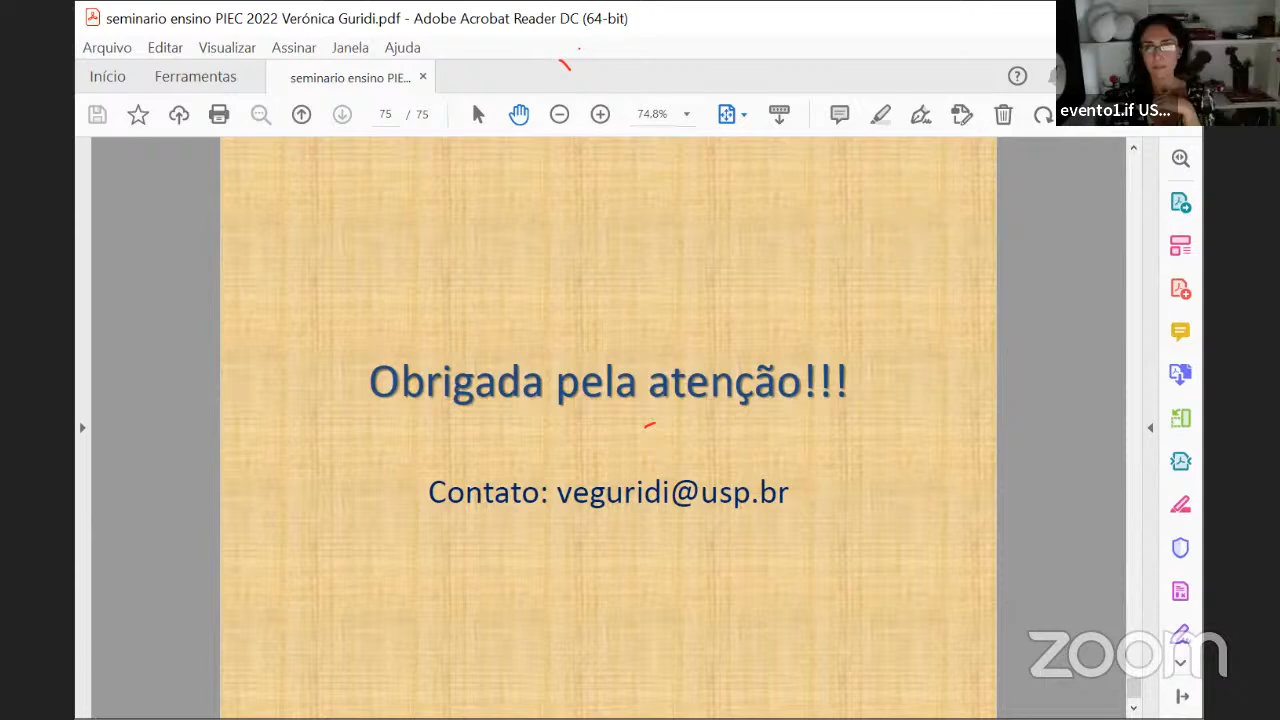 seminario ensino PIEC 2022 Verónica Guridi.pdf - Adobe Acrobat Reader DC (64-bit)
Arquivo Editar Visualizar Assinar Janela Ajuda
Início Ferramentas seminario ensino PIE... ×
75 / 75 74.8%
evento1.if US...
Obrigada pela atenção!!!
Contato: veguridi@usp.br
zoom